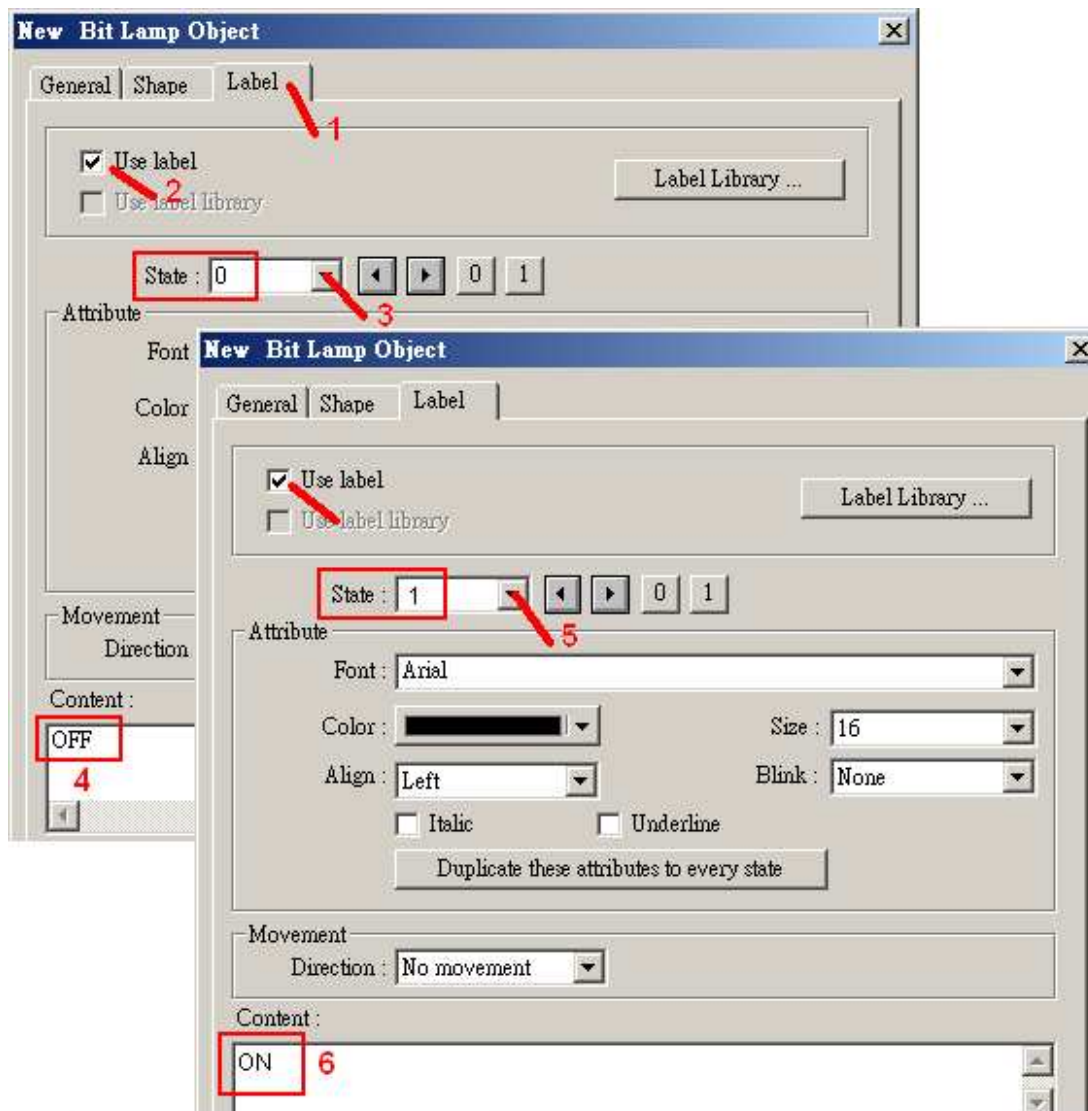 New Bit Lamp Object
General Shape Label
1
Use label
2
Use label library
Label Library ...
State : 0
0 1
3
Attribute
Font
Color
Align
Movement
Direction
Content :
OFF
4
New Bit Lamp Object
General Shape Label
Use label
Use label library
Label Library ...
State : 1
0 1
5
Attribute
Font : Arial
Color :
Size : 16
Align : Left
Blink : None
Italic
Underline
Duplicate these attributes to every state
Movement
Direction : No movement
Content :
ON
6